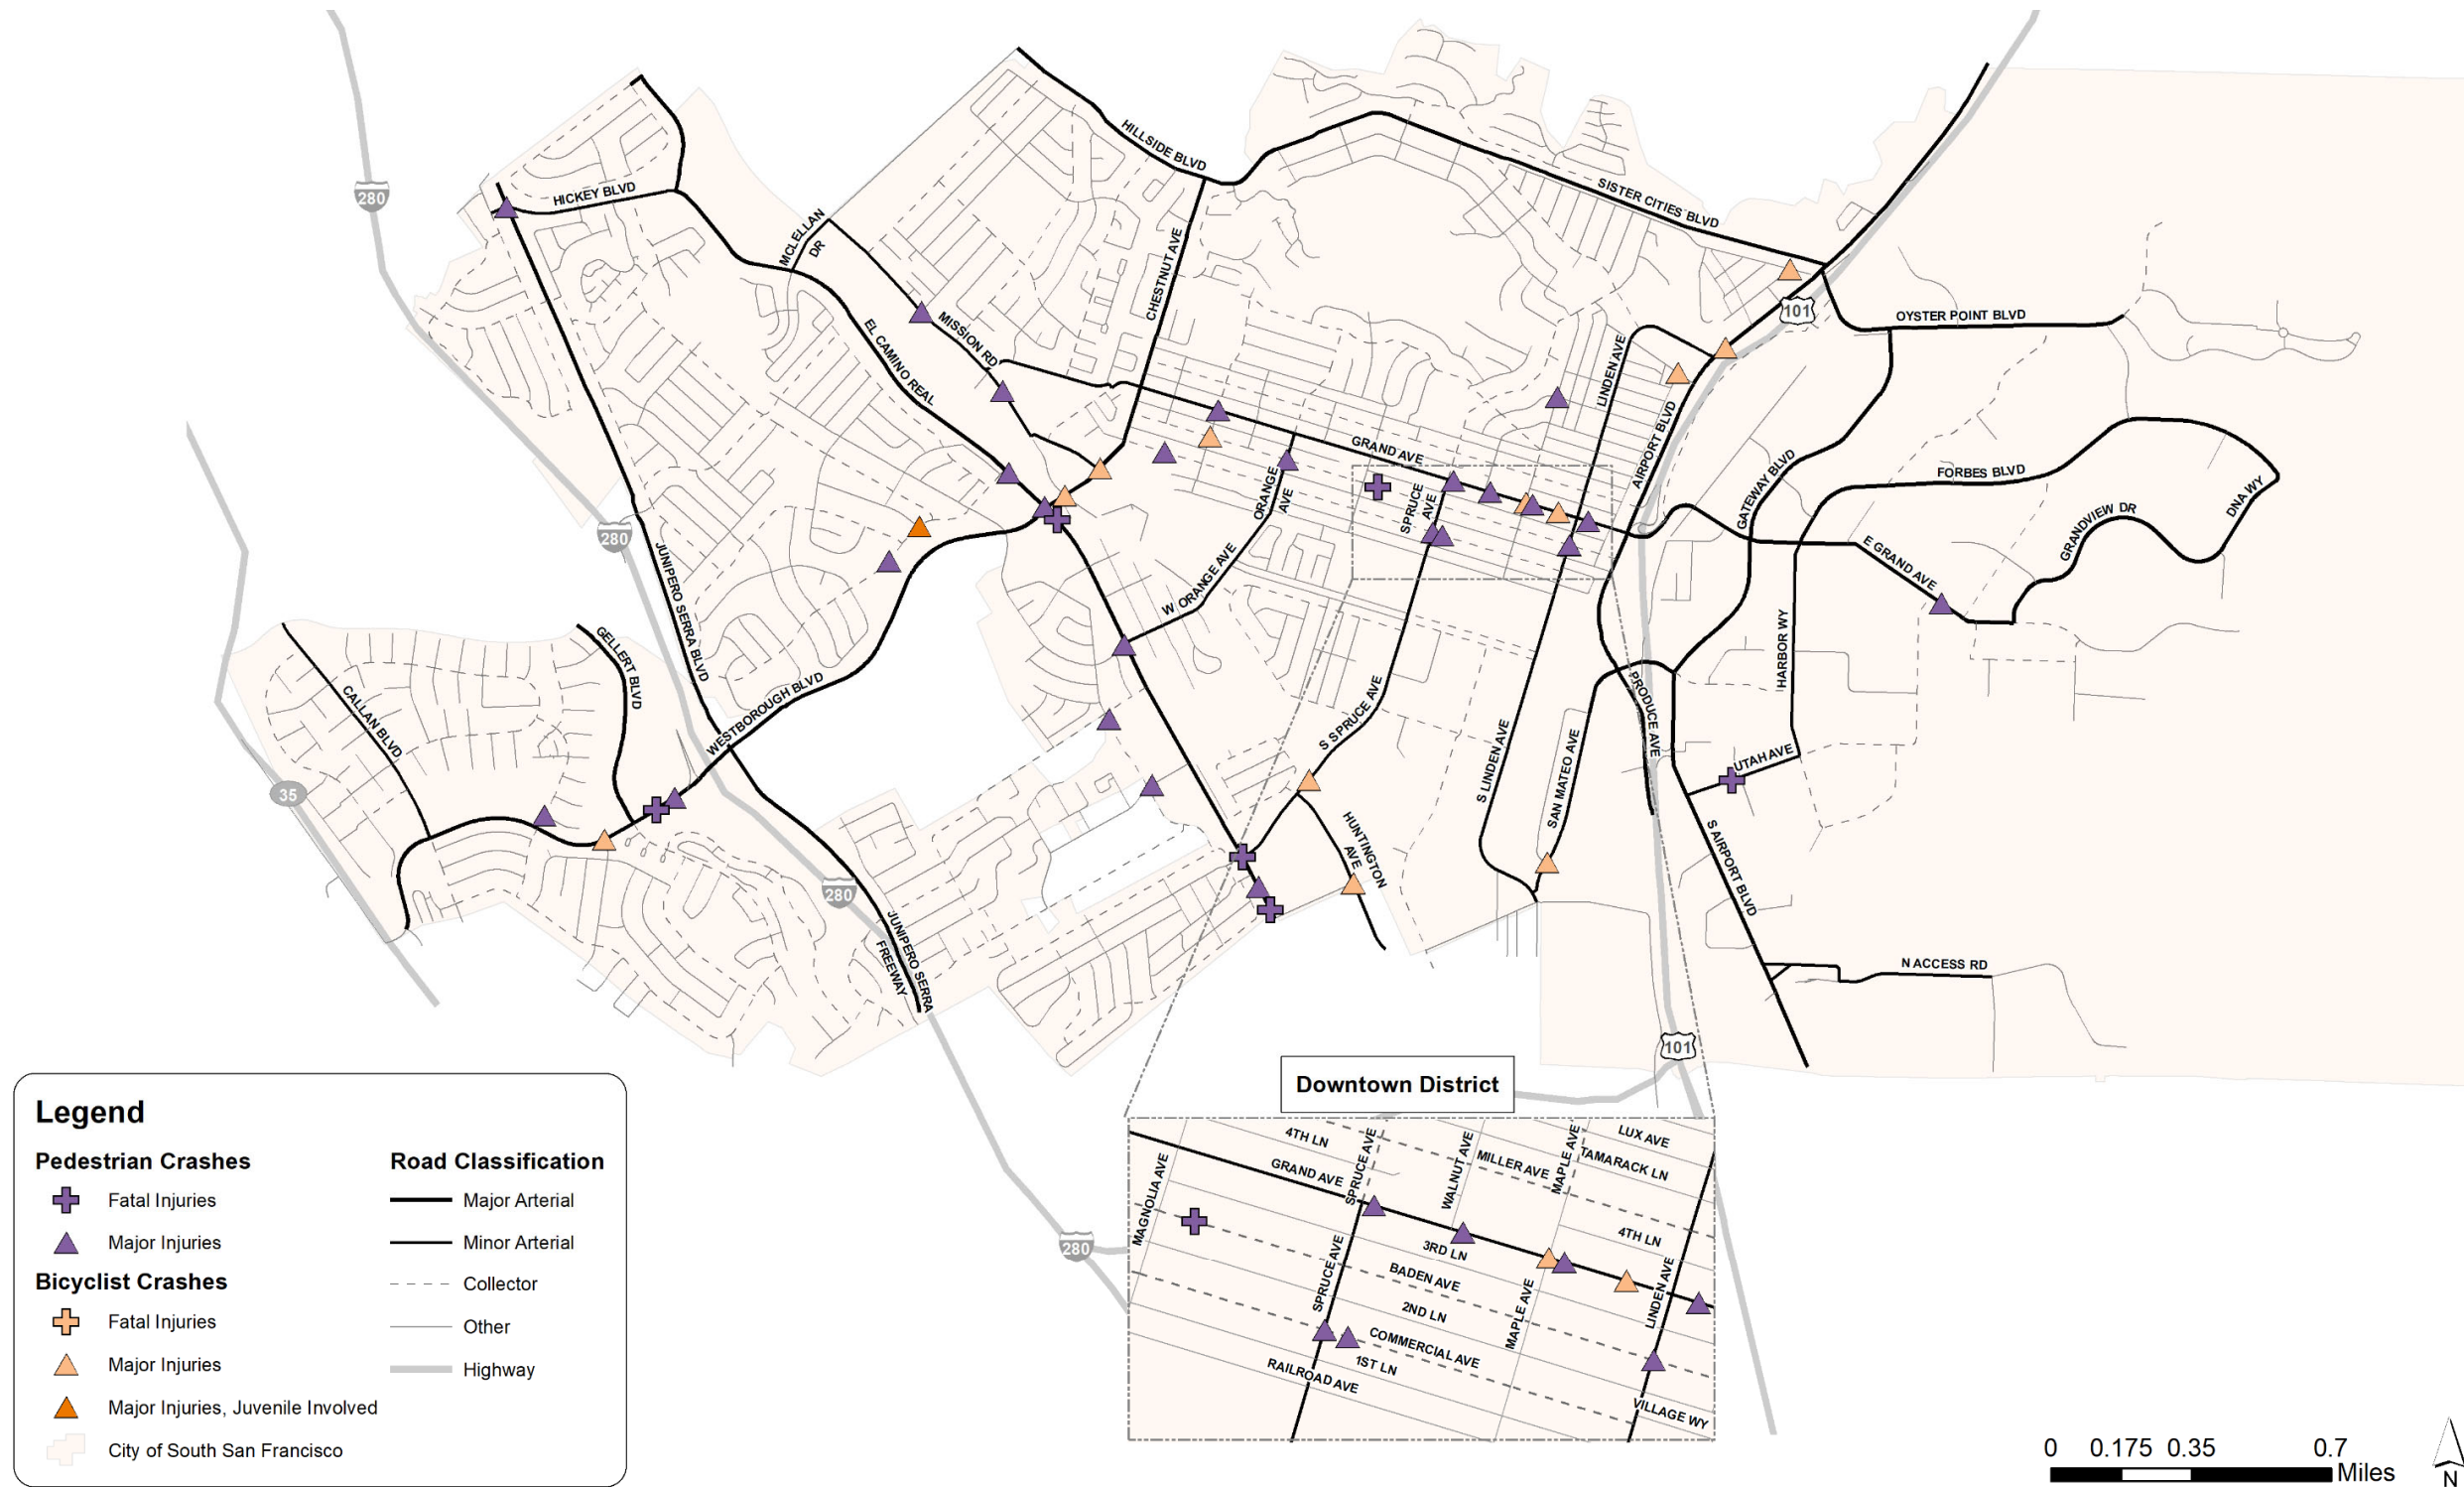 HILLSIDE BLVD
HICKEY BLVD
280
SISTER CITIES BLVD
MCLELLAN
DR
CHESTNUT AVE
101
OYSTER POINT BLVD
MISSION RD
EL CAMINO REAL
LINDEN AVE
AIRPORT BLVD
GRAND AVE
ORANGE
AVE
SPRUCE
AVE
GATEWAY BLVD
FORBES BLVD
DNA WY
GRANDVIEW DR
E GRAND AVE
280
JUNIPERO SERRA BLVD
W ORANGE AVE
HARBOR WY
GELLERT BLVD
CALLAN BLVD
WESTBOROUGH BLVD
S SPRUCE AVE
PRODUCE AVE
S LINDEN AVE
SAN MATEO AVE
UTAH AVE
35
HUNTINGTON
AVE
S AIRPORT BLVD
280
JUNIPERO SERRA
FREEWAY
N ACCESS RD
101
Downtown District
280
4TH LN
SPRUCE AVE
WALNUT AVE
MAPLE AVE
LUX AVE
MAGNOLIA AVE
GRAND AVE
MILLER AVE
TAMARACK LN
4TH LN
3RD LN
SPRUCE AVE
BADEN AVE
LINDEN AVE
2ND LN
MAPLE AVE
COMMERCIAL AVE
1ST LN
RAILROAD AVE
VILLAGE WY
Legend
Pedestrian Crashes
Fatal Injuries
Major Injuries
Bicyclist Crashes
Fatal Injuries
Major Injuries
Major Injuries, Juvenile Involved
City of South San Francisco
Road Classification
Major Arterial
Minor Arterial
Collector
Other
Highway
0 0.175 0.35 0.7
Miles
N